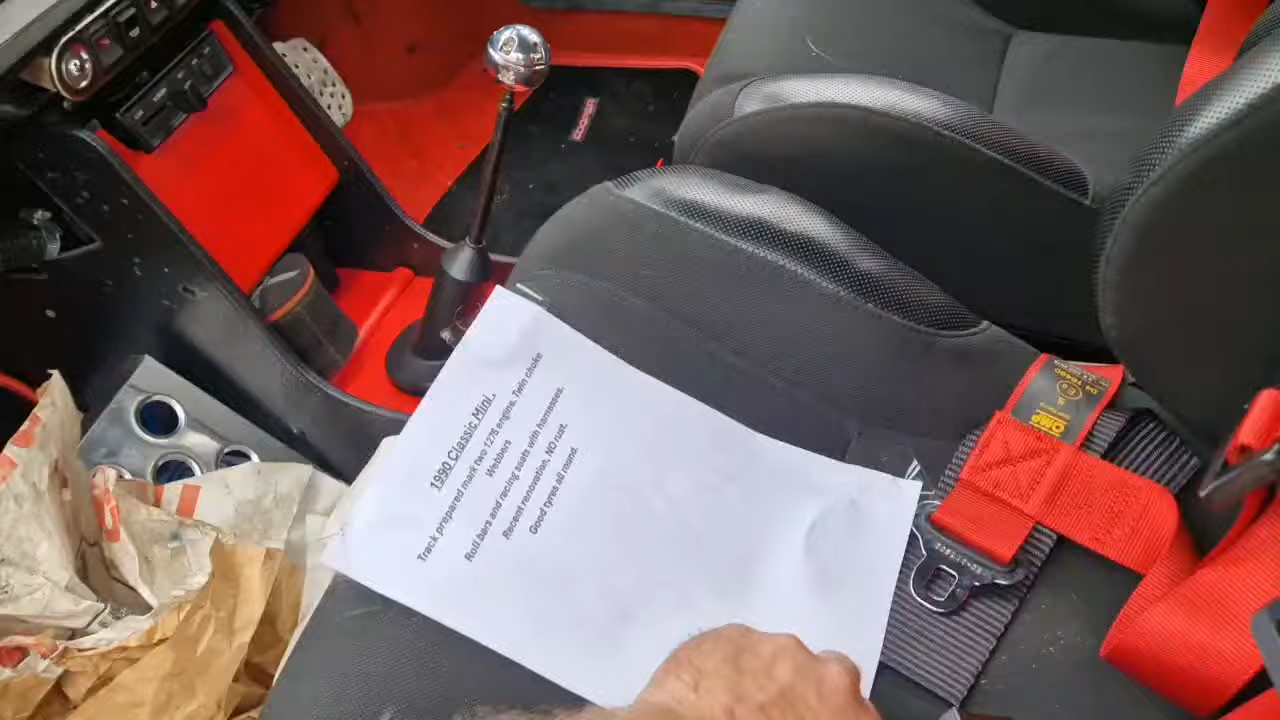 1990 Classic Mini.
Track prepared mark two 1275 engine, Twin choke
Webbers
Roll bars and racing seats with harnesses.
Recent renovation, NO rust.
Good tyres all round.
COOPER
OMP